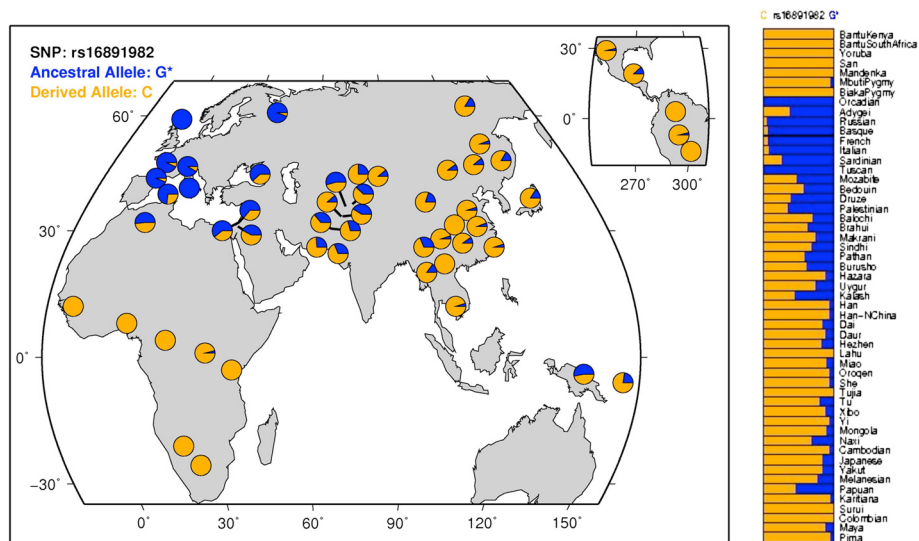 SNP: rs16891982
Ancestral Allele: G*
Derived Allele: C
60°
30°
0°
−30°
0°
30°
60°
90°
120°
150°
30°
0°
270°
300°
C rs16891982 G*
BantuKenya
BantuSouthAfrica
Yoruba
San
Mandenka
MbutiPygmy
BiakaPygmy
Orcadian
Adygei
Russian
Basque
French
Italian
Sardinian
Tuscan
Mozabite
Bedouin
Druze
Palestinian
Balochi
Brahui
Makrani
Sindhi
Pathan
Burusho
Hazara
Uygur
Kalash
Han
Han−NChina
Dai
Daur
Hezhen
Lahu
Miao
Oroqen
She
Tujia
Tu
Xibo
Yi
Mongola
Naxi
Cambodian
Japanese
Yakut
Melanesian
Papuan
Karitiana
Surui
Colombian
Maya
Pima